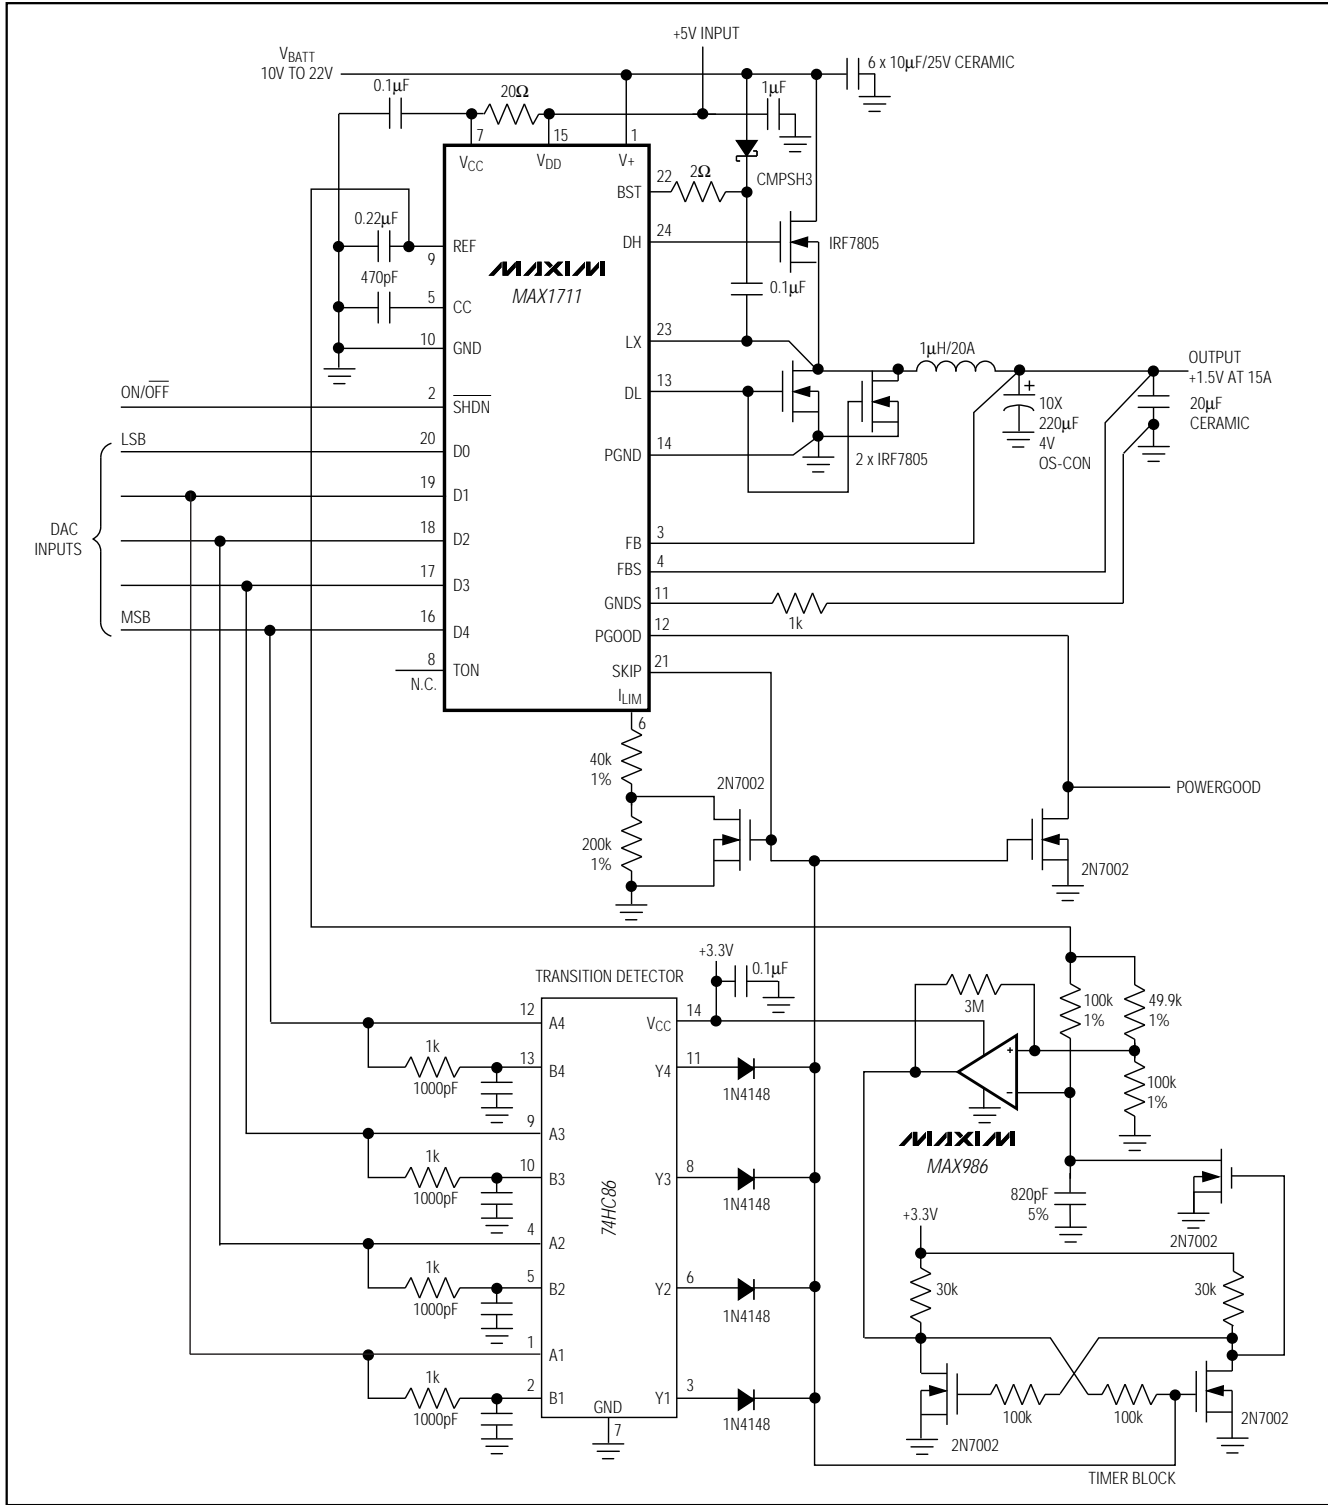 +5V INPUT
VBATT
10V TO 22V
6 x 10µF/25V CERAMIC
0.1µF
20Ω
1µF
7
15
1
VCC
VDD
V+
22
2Ω
CMPSH3
BST
0.22µF
24
REF
DH
IRF7805
9
MAXIM
470pF
MAX1711
0.1µF
5
CC
23
10
GND
LX
1µH/20A
OUTPUT
+1.5V AT 15A
13
DL
ON/OFF
2
SHDN
+
10X
220µF
4V
OS-CON
20µF
CERAMIC
LSB
20
D0
14
PGND
2 x IRF7805
19
D1
DAC
INPUTS
18
D2
3
FB
4
FBS
17
D3
11
GNDS
1k
MSB
16
D4
12
PGOOD
8
TON
N.C.
21
SKIP
ILIM
6
40k
1%
2N7002
POWERGOOD
200k
1%
2N7002
+3.3V
0.1µF
TRANSITION DETECTOR
3M
100k
1%
49.9k
1%
12
A4
14
VCC
1k
13
B4
1000pF
11
Y4
1N4148
+
-
100k
1%
9
A3
MAXIM
MAX986
1k
10
B3
1000pF
8
Y3
1N4148
74HC86
820pF
5%
2N7002
+3.3V
4
A2
1k
5
B2
1000pF
6
Y2
1N4148
30k
30k
1
A1
1k
2
B1
1000pF
3
Y1
1N4148
GND
7
100k
100k
2N7002
2N7002
TIMER BLOCK